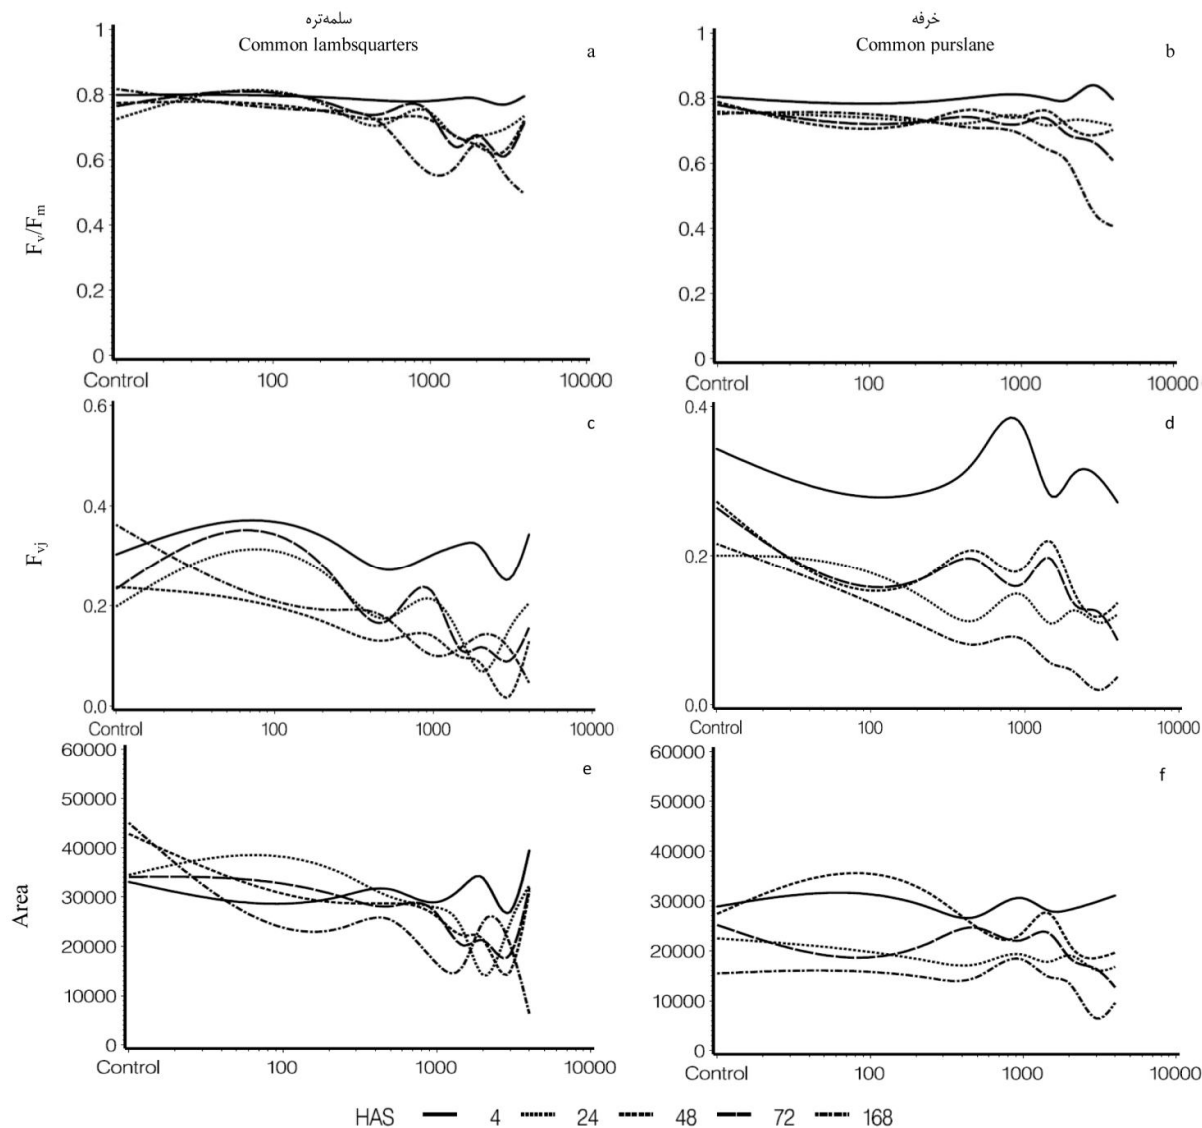 سلمه‌تره
Common lambsquarters
a
1
0.8
0.6
0.4
0.2
0
Control 100 1000 10000
F_v/F_m
خرفه
Common purslane
b
1
0.8
0.6
0.4
0.2
0
Control 100 1000 10000
c
0.6
0.4
0.2
0.0
Control 100 1000 10000
F_vj
d
0.4
0.2
0.0
Control 100 1000 10000
e
60000
50000
40000
30000
20000
10000
0
Control 100 1000 10000
Area
f
60000
50000
40000
30000
20000
10000
0
Control 100 1000 10000
HAS 4 24 48 72 168